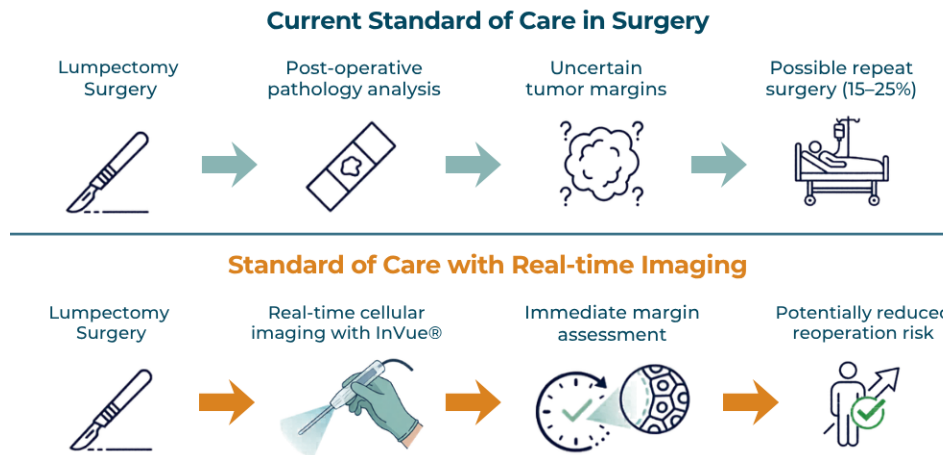 Current Standard of Care in Surgery
Lumpectomy
Surgery
Post-operative
pathology analysis
Uncertain
tumor margins
Possible repeat
surgery (15–25%)
? ?
? ?
Standard of Care with Real-time Imaging
Lumpectomy
Surgery
Real-time cellular
imaging with InVue®
Immediate margin
assessment
Potentially reduced
reoperation risk